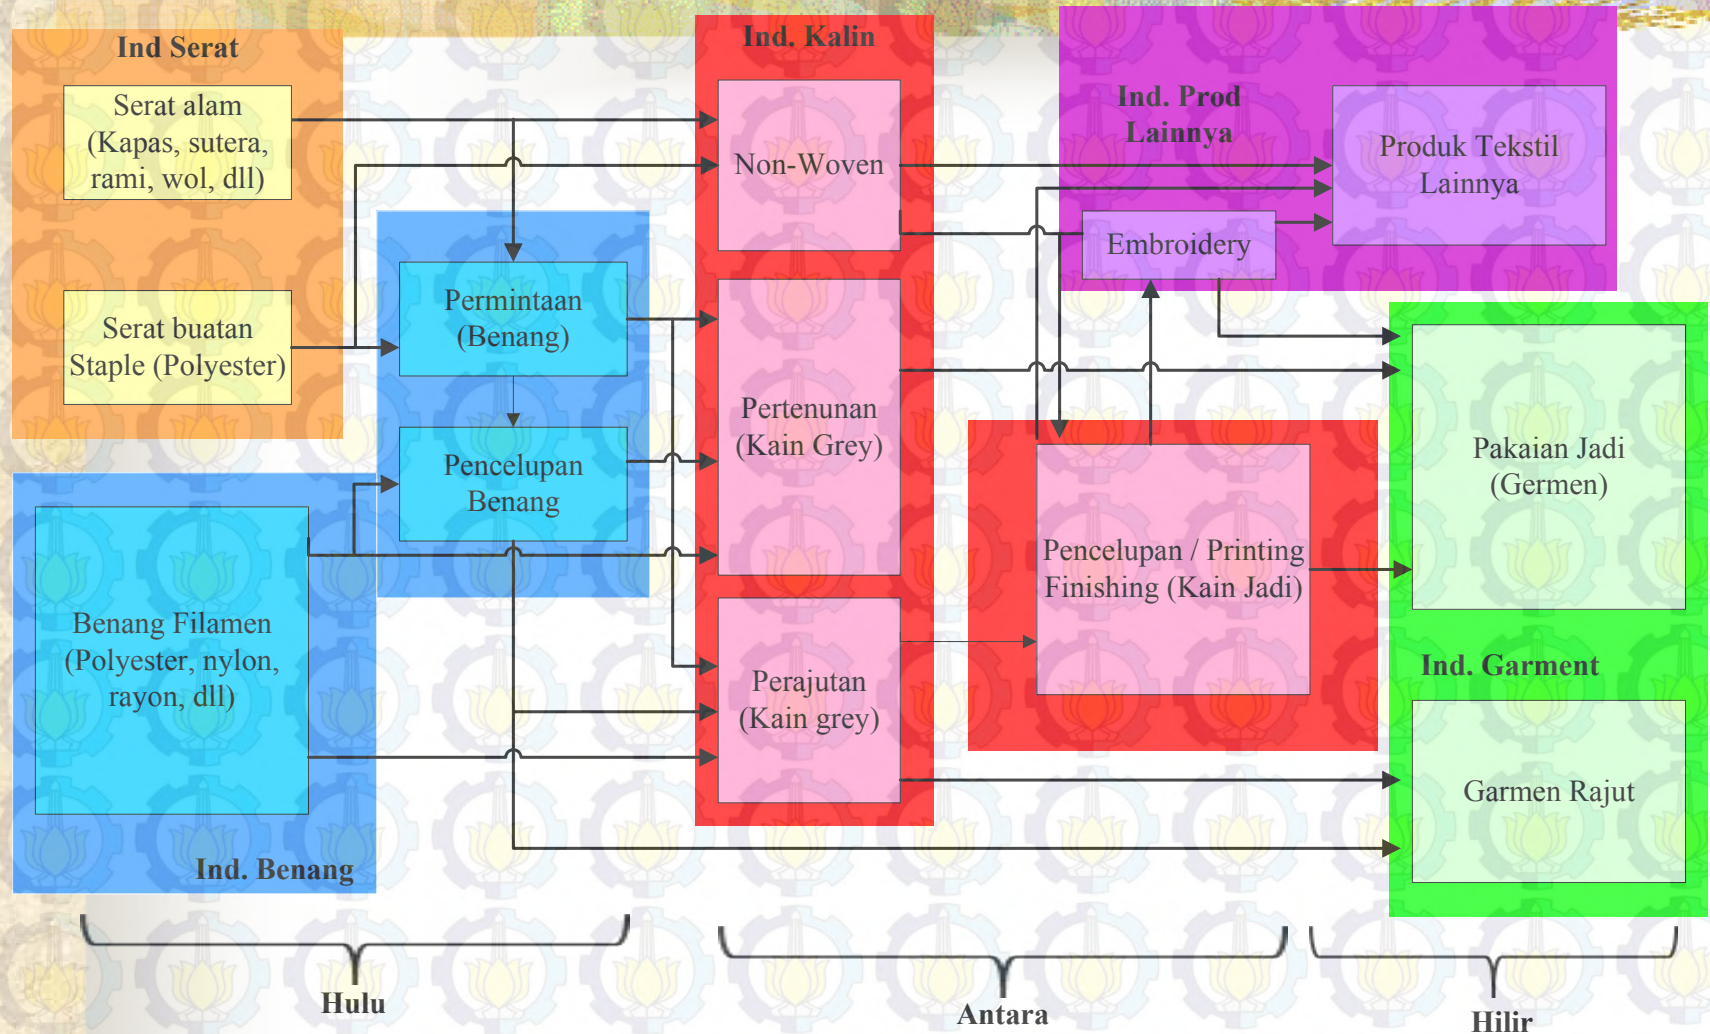 Ind Serat
Serat alam
(Kapas, sutera,
rami, wol, dll)
Serat buatan
Staple (Polyester)
Permintaan
(Benang)
Pencelupan
Benang
Benang Filamen
(Polyester, nylon,
rayon, dll)
Ind. Benang
Ind. Kalin
Non-Woven
Pertenunan
(Kain Grey)
Perajutan
(Kain grey)
Ind. Prod
Lainnya
Produk Tekstil
Lainnya
Embroidery
Pencelupan / Printing
Finishing (Kain Jadi)
Pakaian Jadi
(Germen)
Ind. Garment
Garmen Rajut
Hulu
Antara
Hilir